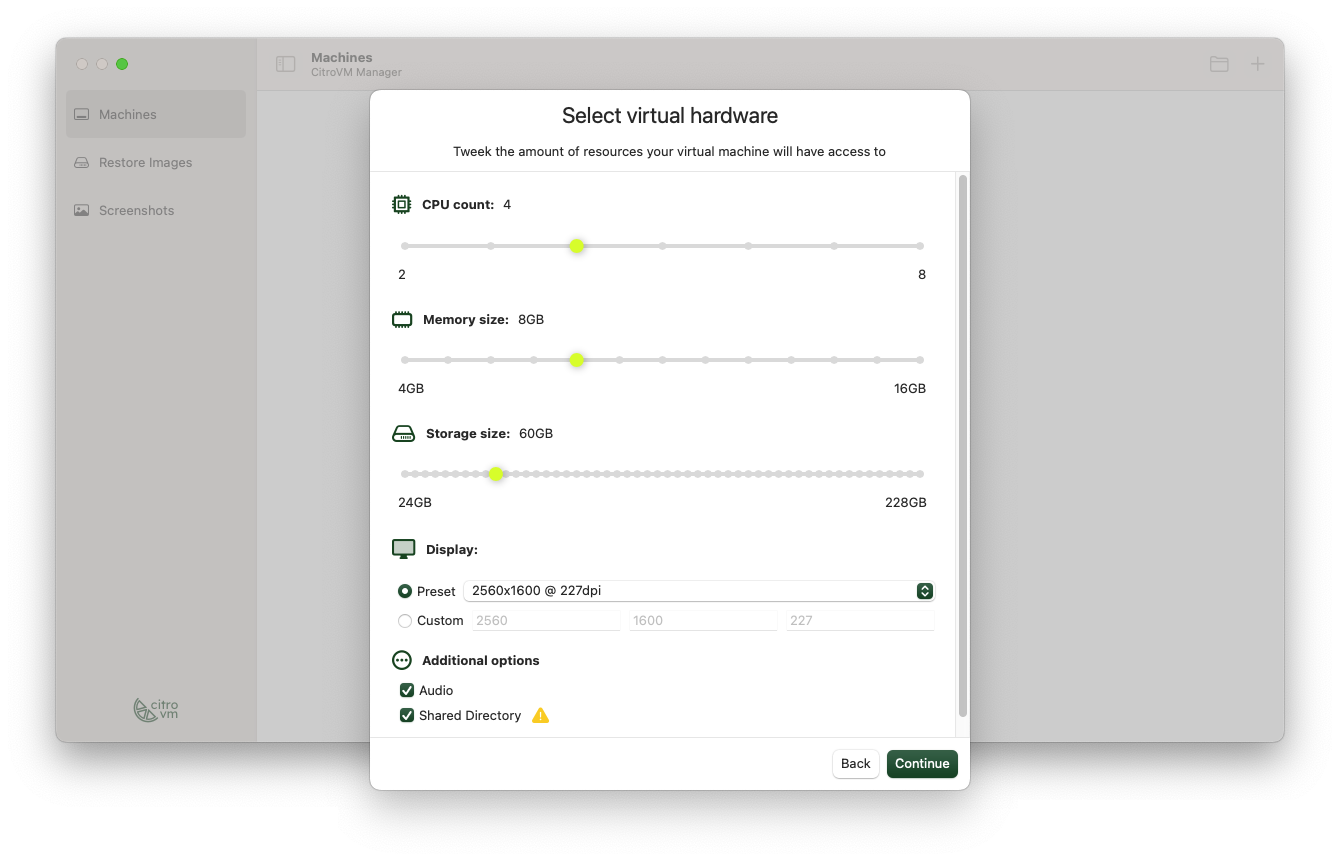 Machines
CitroVM Manager
Machines
Restore Images
Screenshots
citro
vm
Select virtual hardware
Tweek the amount of resources your virtual machine will have access to
CPU count: 4
2 8
Memory size: 8GB
4GB 16GB
Storage size: 60GB
24GB 228GB
Display:
Preset 2560x1600 @ 227dpi
Custom 2560 1600 227
Additional options
Audio
Shared Directory
Back Continue